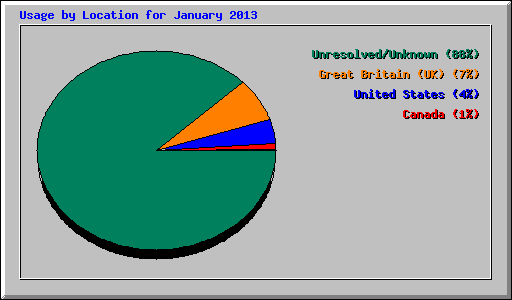 Usage by Location for January 2013
Unresolved/Unknown (88%)
Great Britain (UK) (7%)
United States (4%)
Canada (1%)